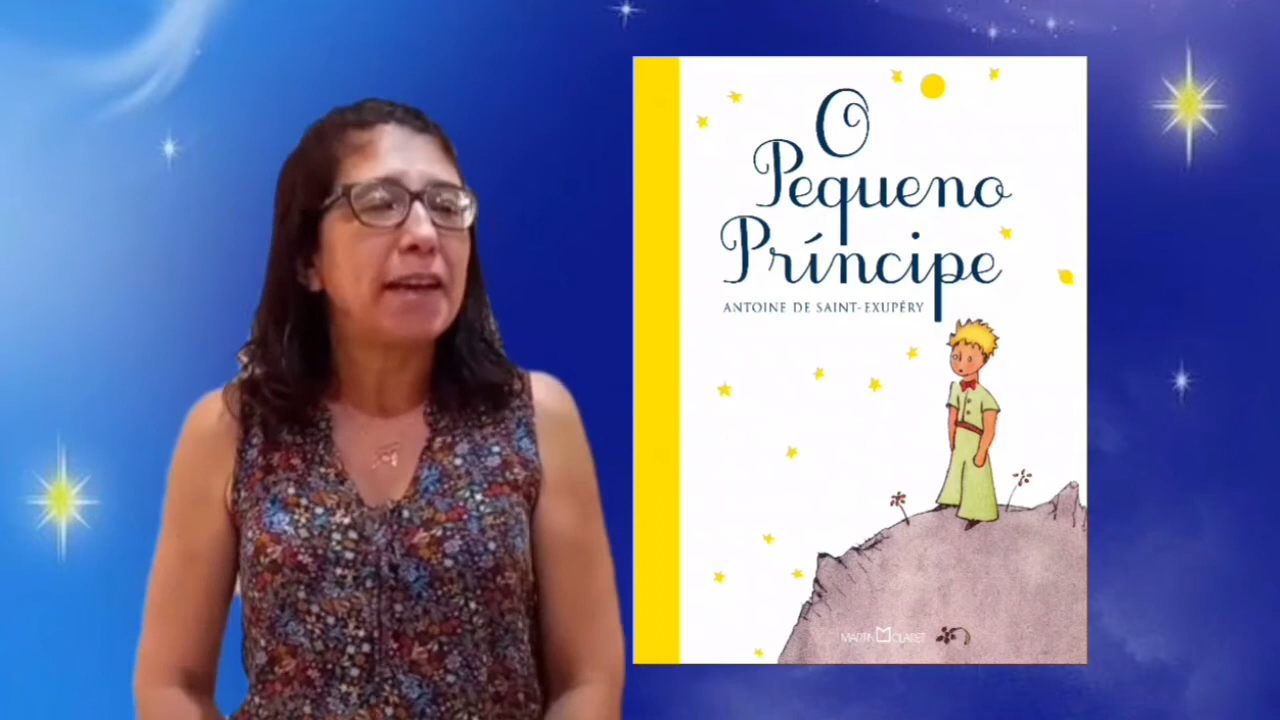 O
Pequeno
Príncipe
ANTOINE DE SAINT-EXUPÉRY
MARTIN CLARET